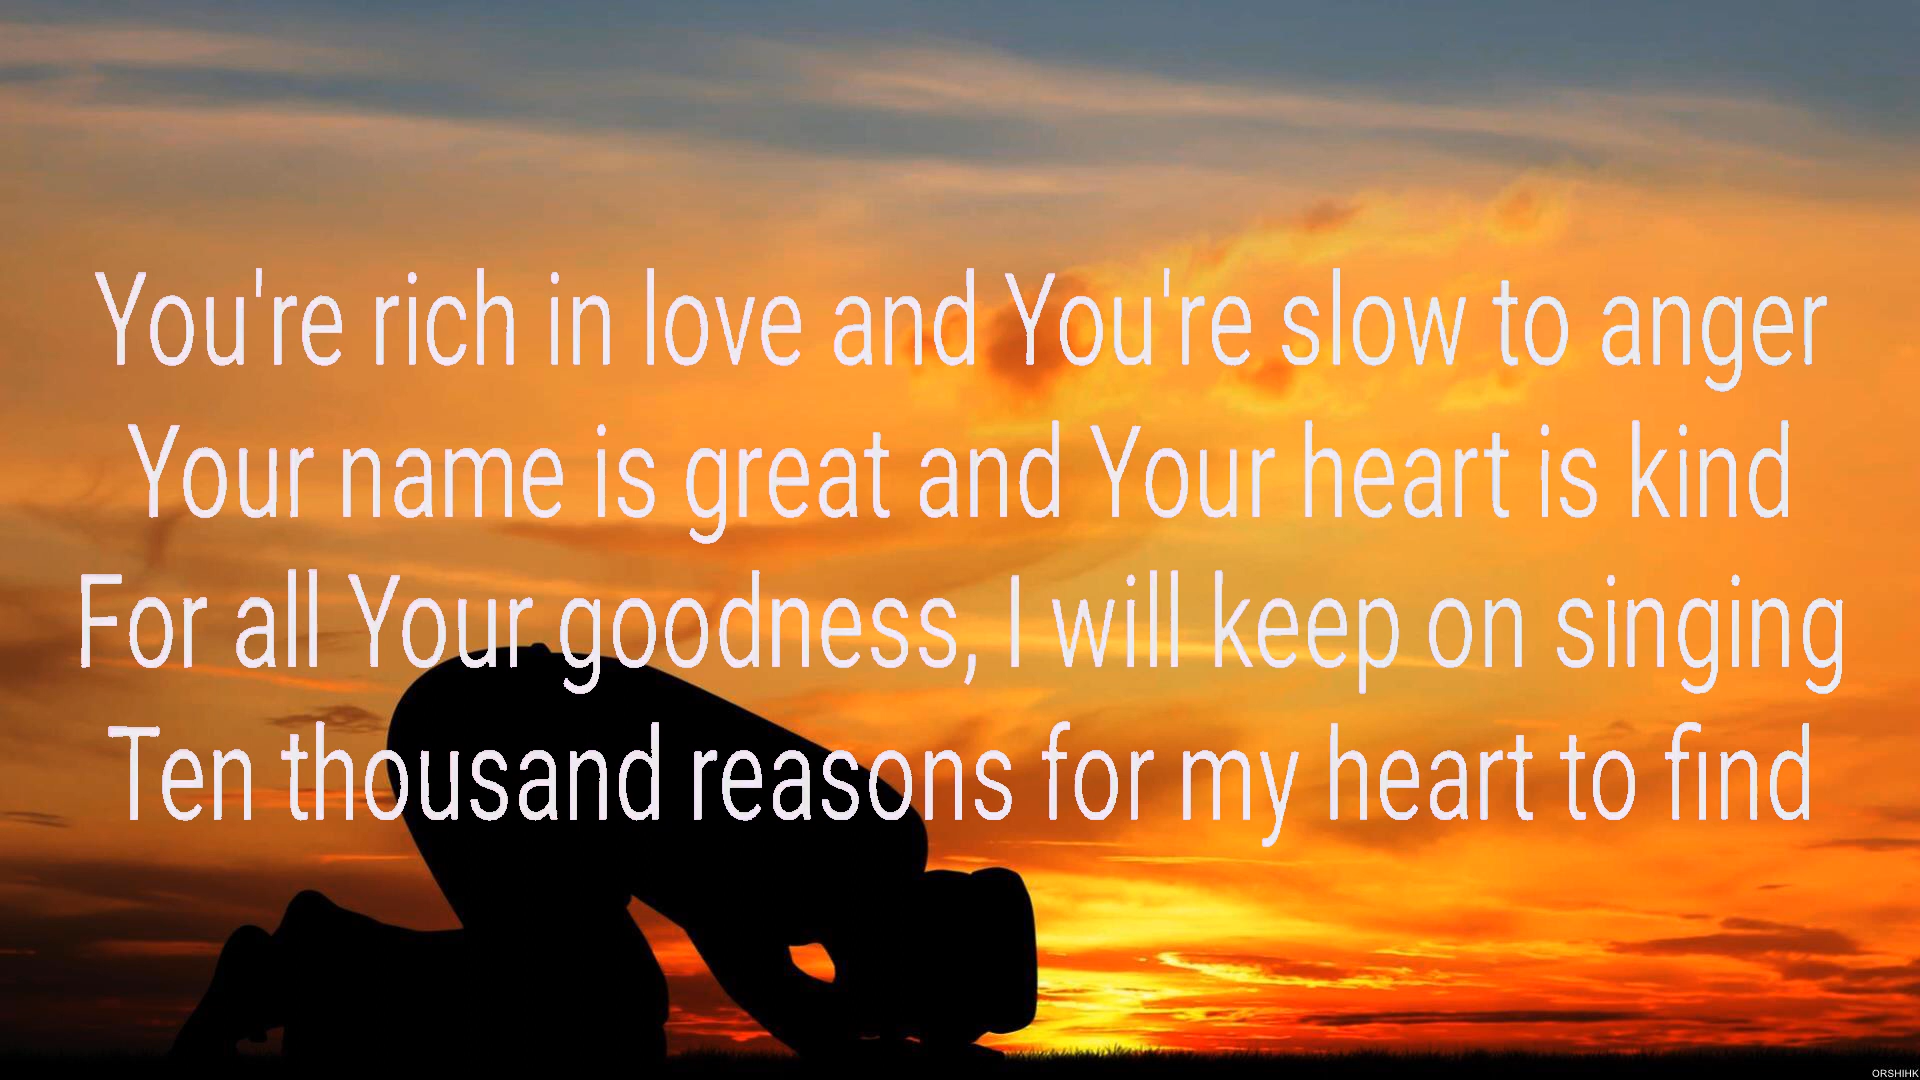 You're rich in love and You're slow to anger
Your name is great and Your heart is kind
For all Your goodness, I will keep on singing
Ten thousand reasons for my heart to find
ORSHIHK